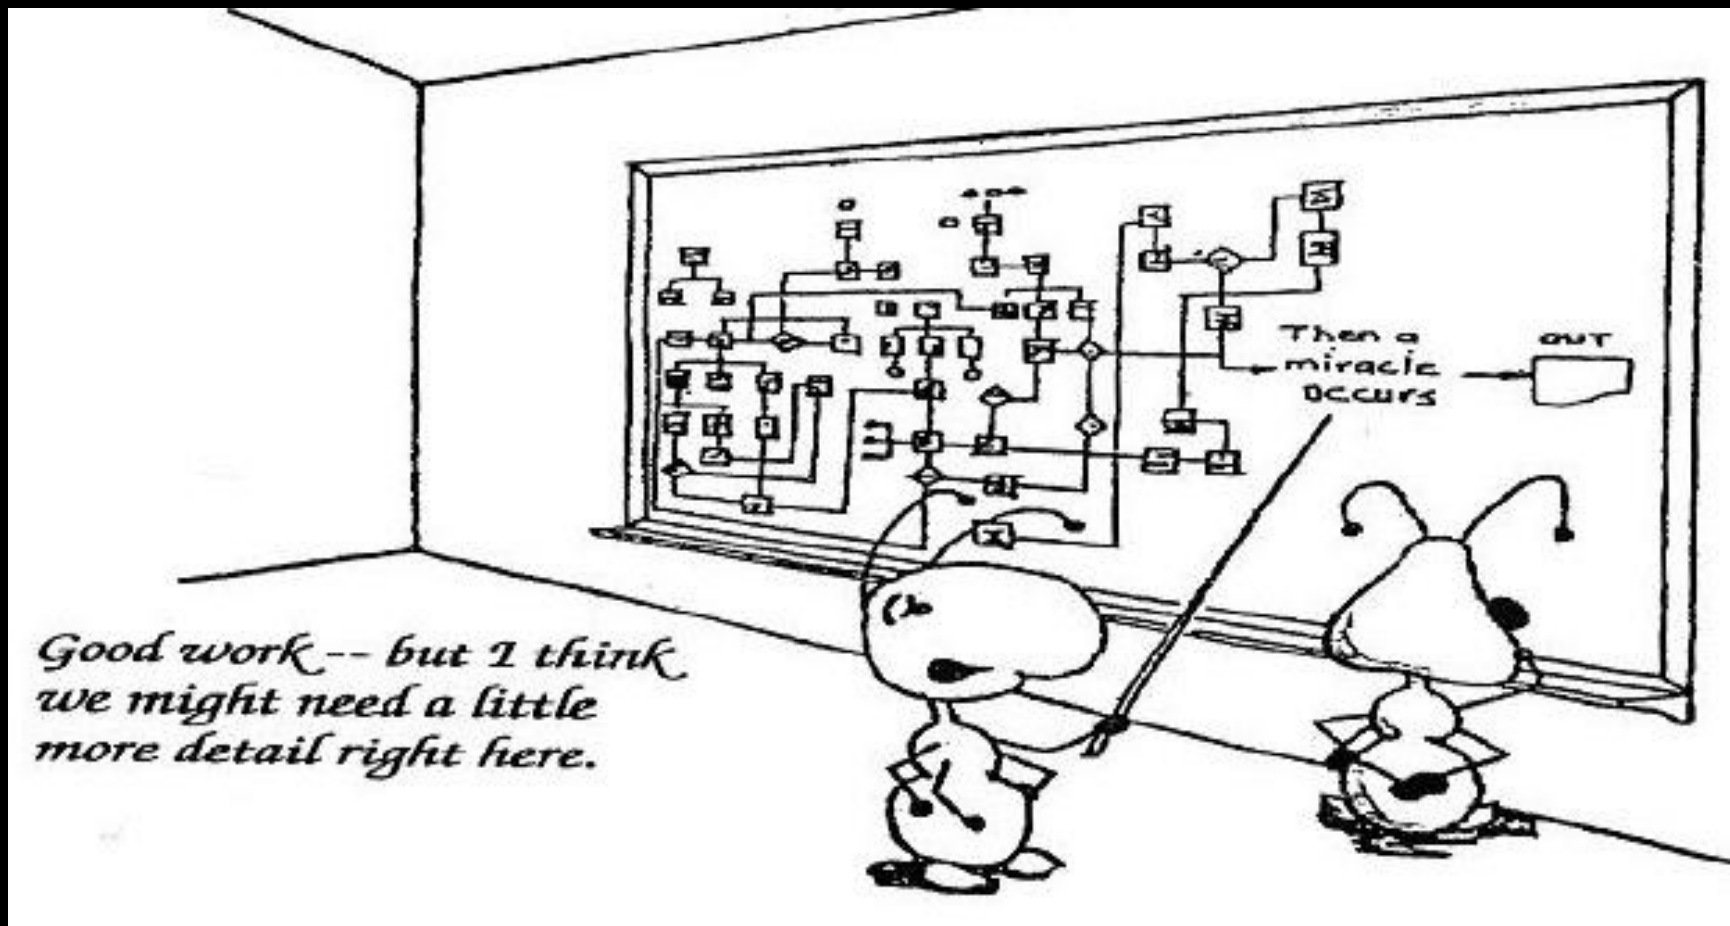 Then a
miracle
occurs
OUT
Good work -- but I think
we might need a little
more detail right here.